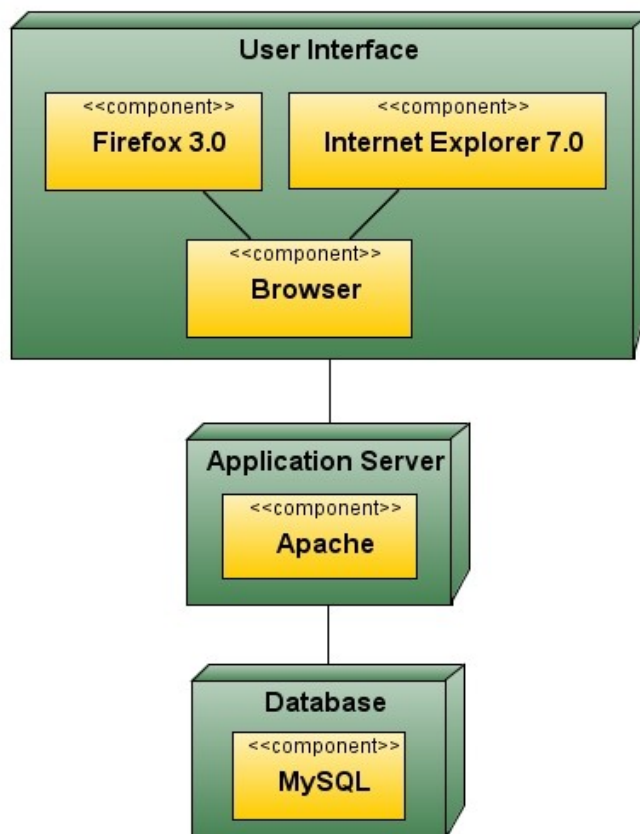 User Interface
<<component>>
Firefox 3.0
<<component>>
Internet Explorer 7.0
<<component>>
Browser
Application Server
<<component>>
Apache
Database
<<component>>
MySQL